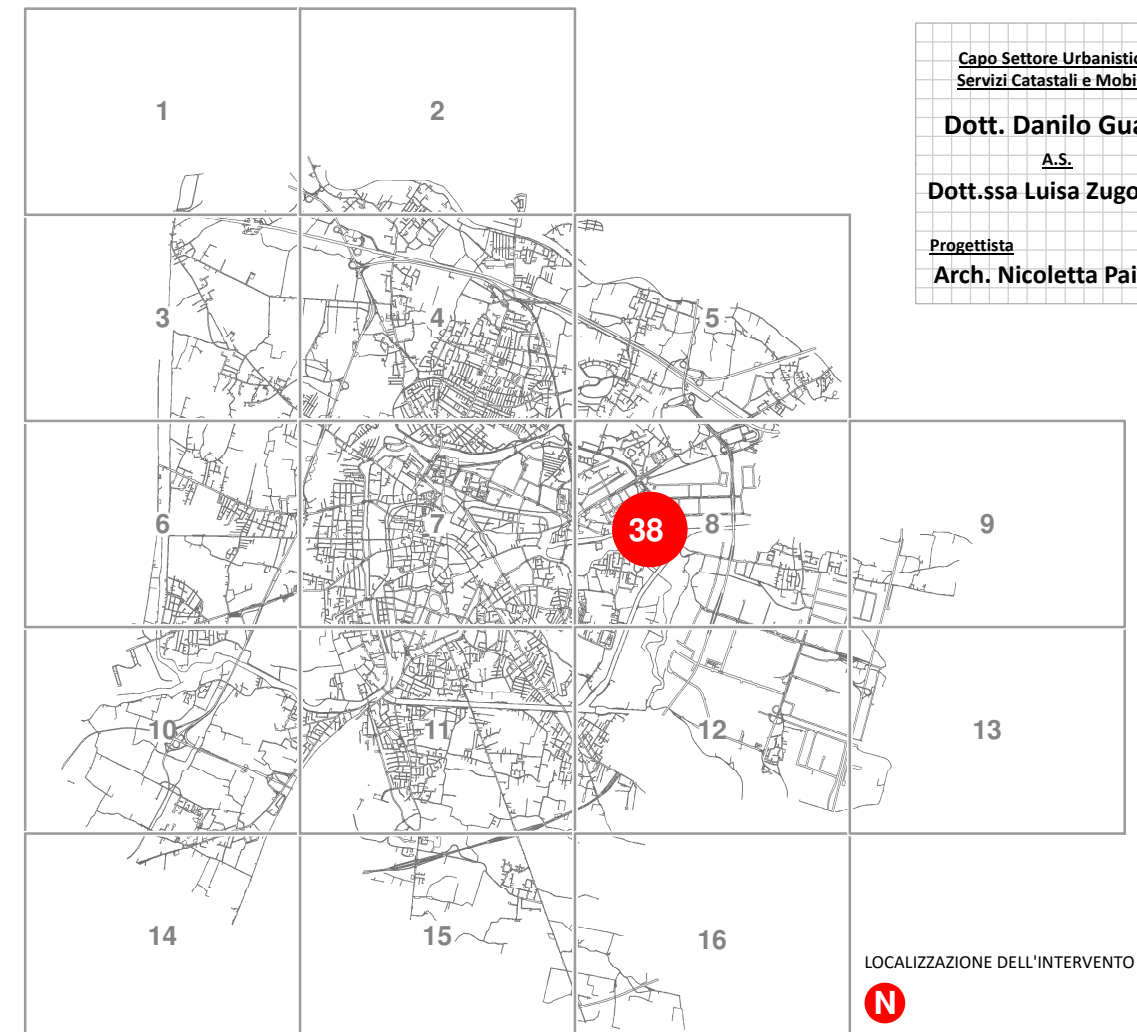 1
2
Capo Settore Urbanistic
Servizi Catastali e Mobi
Dott. Danilo Gua
A.S.
Dott.ssa Luisa Zugo
Progettista
Arch. Nicoletta Pai
3
4
5
6
7
38
8
9
10
11
12
13
14
15
16
LOCALIZZAZIONE DELL'INTERVENTO
N